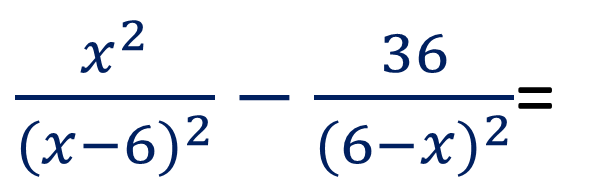 x²/(x−6)² − 36/(6−x)² =